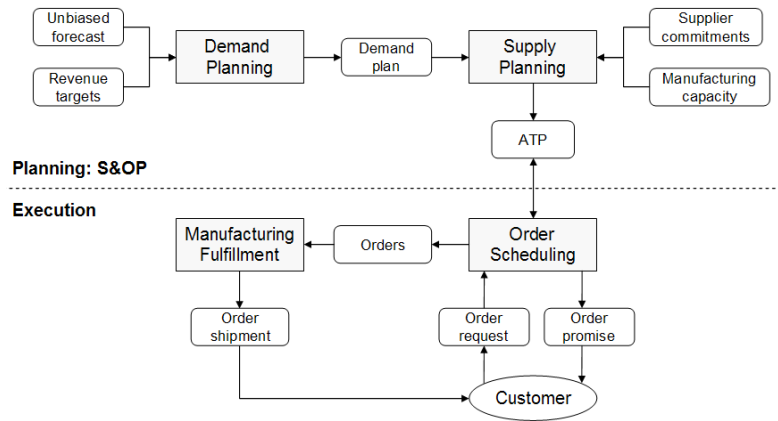 Unbiased
forecast
Revenue
targets
Demand
Planning
Demand
plan
Supply
Planning
Supplier
commitments
Manufacturing
capacity
ATP
Planning: S&OP
Execution
Manufacturing
Fulfillment
Orders
Order
Scheduling
Order
shipment
Order
request
Order
promise
Customer